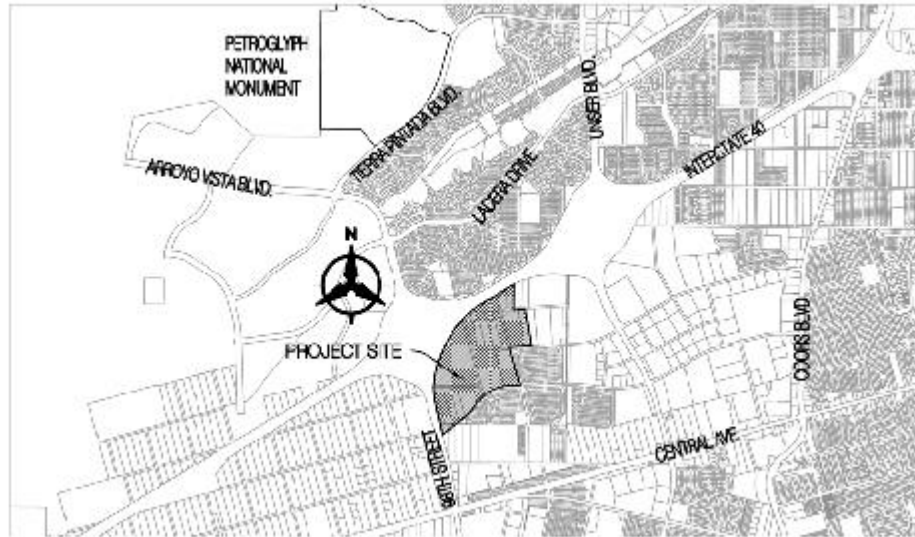 PETROGLYPH
NATIONAL
MONUMENT
TIERRA PINTADA BLVD.
UNSER BLVD.
INTERSTATE 40
ARROYO VISTA BLVD.
LADERA DRIVE
N
PROJECT SITE
COORS BLVD
98TH STREET
CENTRAL AVE